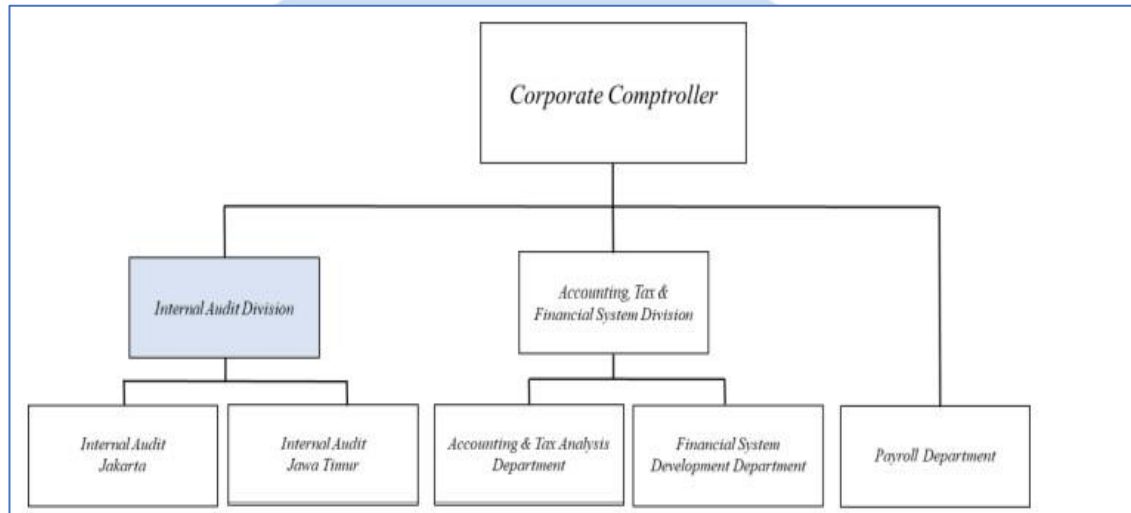 Corporate Comptroller
Internal Audit Division
Accounting, Tax &
Financial System Division
Internal Audit
Jakarta
Internal Audit
Jawa Timur
Accounting & Tax Analysis
Department
Financial System
Development Department
Payroll Department